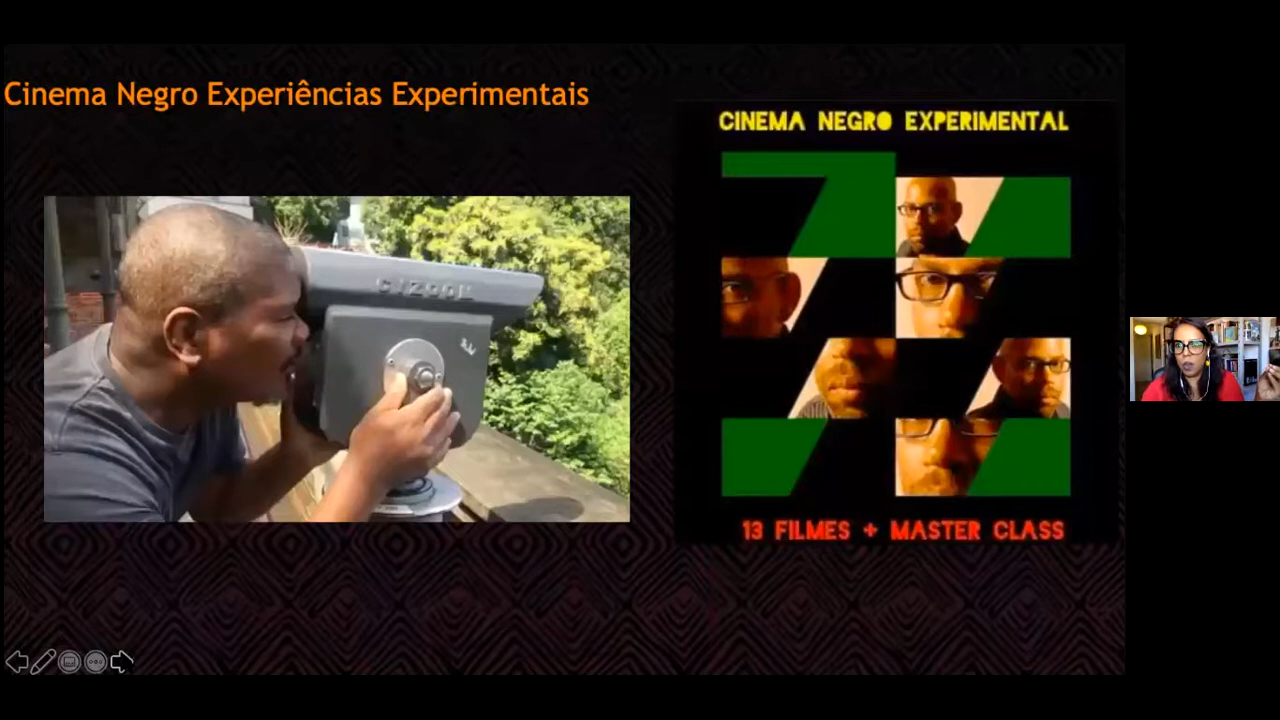 Cinema Negro Experiências Experimentais
CINEMA NEGRO EXPERIMENTAL
13 FILMES + MASTER CLASS